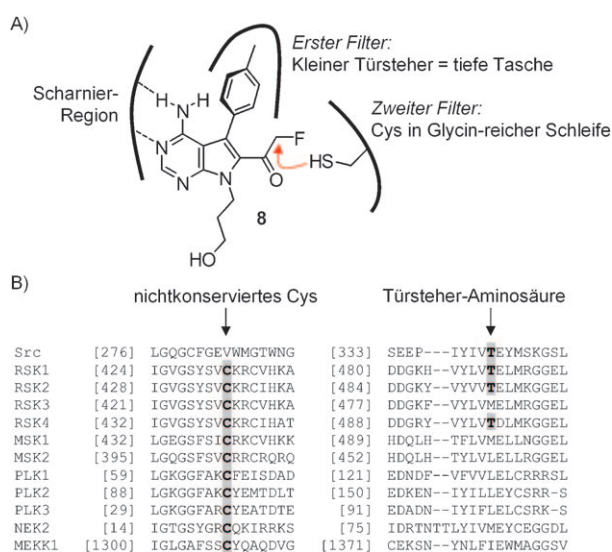 A)
Erster Filter:
Kleiner Türsteher = tiefe Tasche
Scharnier-
Region
Zweiter Filter:
Cys in Glycin-reicher Schleife
H
H
N
F
HS
N
N
N
O
8
HO
B)
nichtkonserviertes Cys Türsteher-Aminosäure
Src [276] LGQGCFGEVWMGTWNG [333] SEEP---IYIVTEYMSKGSL
RSK1 [424] IGVGSYSVCKRCVHKA [480] DDGKH--VYLVTELMRGGEL
RSK2 [428] IGVGSYSVCKRCIHKA [484] DDGKY--VYVVTELMKGGEL
RSK3 [421] IGVGSYSVCKRCVHKA [477] DDGKF--VYLVMELMRGGEL
RSK4 [432] IGVGSYSVCKRCIHAT [488] DDGRY--VYLVTDLMKGGEL
MSK1 [432] LGEGSFSICRKCVHKK [489] HDQLH--TFLVMELLNGGEL
MSK2 [395] LGQGSFSVCRRCRQRQ [452] HDQLH--TYLVLELLRGGEL
PLK1 [59] LGKGGFAKCFEISDAD [121] EDNDF--VFVVLELCRRRSL
PLK2 [88] LGKGGFAKCYEMTDLT [150] EDKEN--IYILLEYCSRR-S
PLK3 [29] LGKGGFARCYEATDTE [91] EDADN--IYIFLELCSRK-S
NEK2 [14] IGTGSYGRCQKIRRKS [75] IDRTNTTLYIVMEYCEGGDL
MEKK1 [1300] IGLGAFSSCYQAQDVG [1371] CEKSN--YNLFIEWMAGGSV